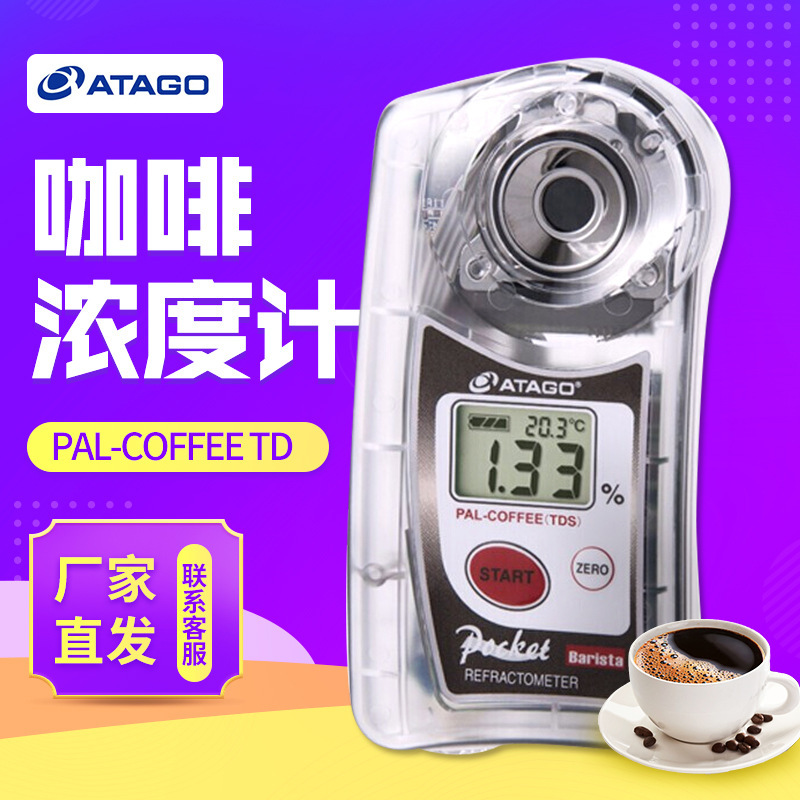 ATAGO
咖啡
浓度计
PAL-COFFEE TD
厂家
直发
联系客服
ATAGO®
20.3℃
1.33 %
PAL-COFFEE(TDS)
START
ZERO
Pocket
Barista
REFRACTOMETER